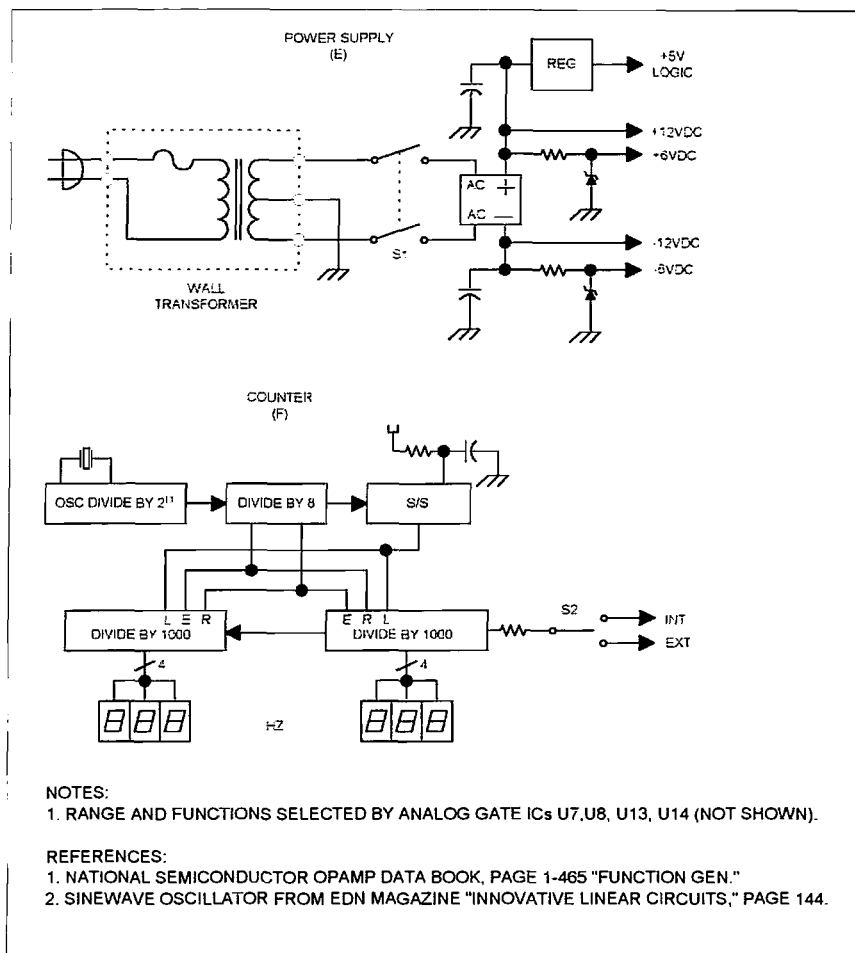 POWER SUPPLY
(E)
REG
+5V
LOGIC
+12VDC
+6VDC
AC +
AC —
-12VDC
-6VDC
S1
WALL
TRANSFORMER
COUNTER
(F)
OSC DIVIDE BY 2¹¹
DIVIDE BY 8
S/S
L E R
E R L
DIVIDE BY 1000
DIVIDE BY 1000
S2
INT
EXT
4
4
888
HZ
888
NOTES:
1. RANGE AND FUNCTIONS SELECTED BY ANALOG GATE ICs U7,U8, U13, U14 (NOT SHOWN).
REFERENCES:
1. NATIONAL SEMICONDUCTOR OPAMP DATA BOOK, PAGE 1-465 "FUNCTION GEN."
2. SINEWAVE OSCILLATOR FROM EDN MAGAZINE "INNOVATIVE LINEAR CIRCUITS," PAGE 144.